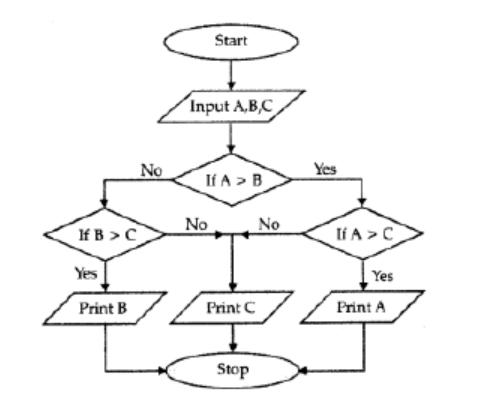 Start
Input A,B,C
If A > B
No
Yes
If B > C
No
No
If A > C
Yes
Yes
Print B
Print C
Print A
Stop